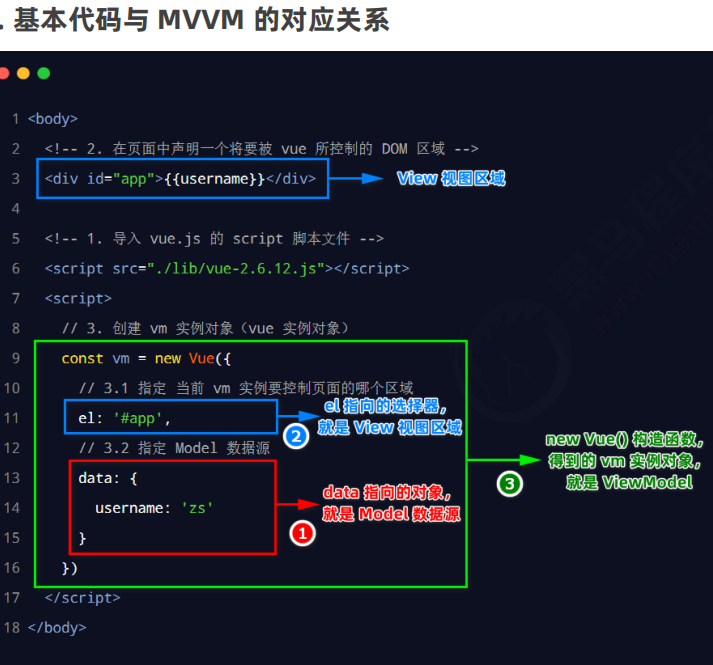 . 基本代码与 MVVM 的对应关系
1 <body>
2 <!-- 2. 在页面中声明一个将要被 vue 所控制的 DOM 区域 -->
3 <div id="app">{{username}}</div>
View 视图区域
4
5 <!-- 1. 导入 vue.js 的 script 脚本文件 -->
6 <script src="./lib/vue-2.6.12.js"></script>
7 <script>
8 // 3. 创建 vm 实例对象（vue 实例对象）
9 const vm = new Vue({
10 // 3.1 指定 当前 vm 实例要控制页面的哪个区域
11 el: '#app',
2
el 指向的选择器，
就是 View 视图区域
12 // 3.2 指定 Model 数据源
13 data: {
14 username: 'zs'
15 }
1
data 指向的对象，
就是 Model 数据源
16 })
3
new Vue() 构造函数，
得到的 vm 实例对象，
就是 ViewModel
17 </script>
18 </body>